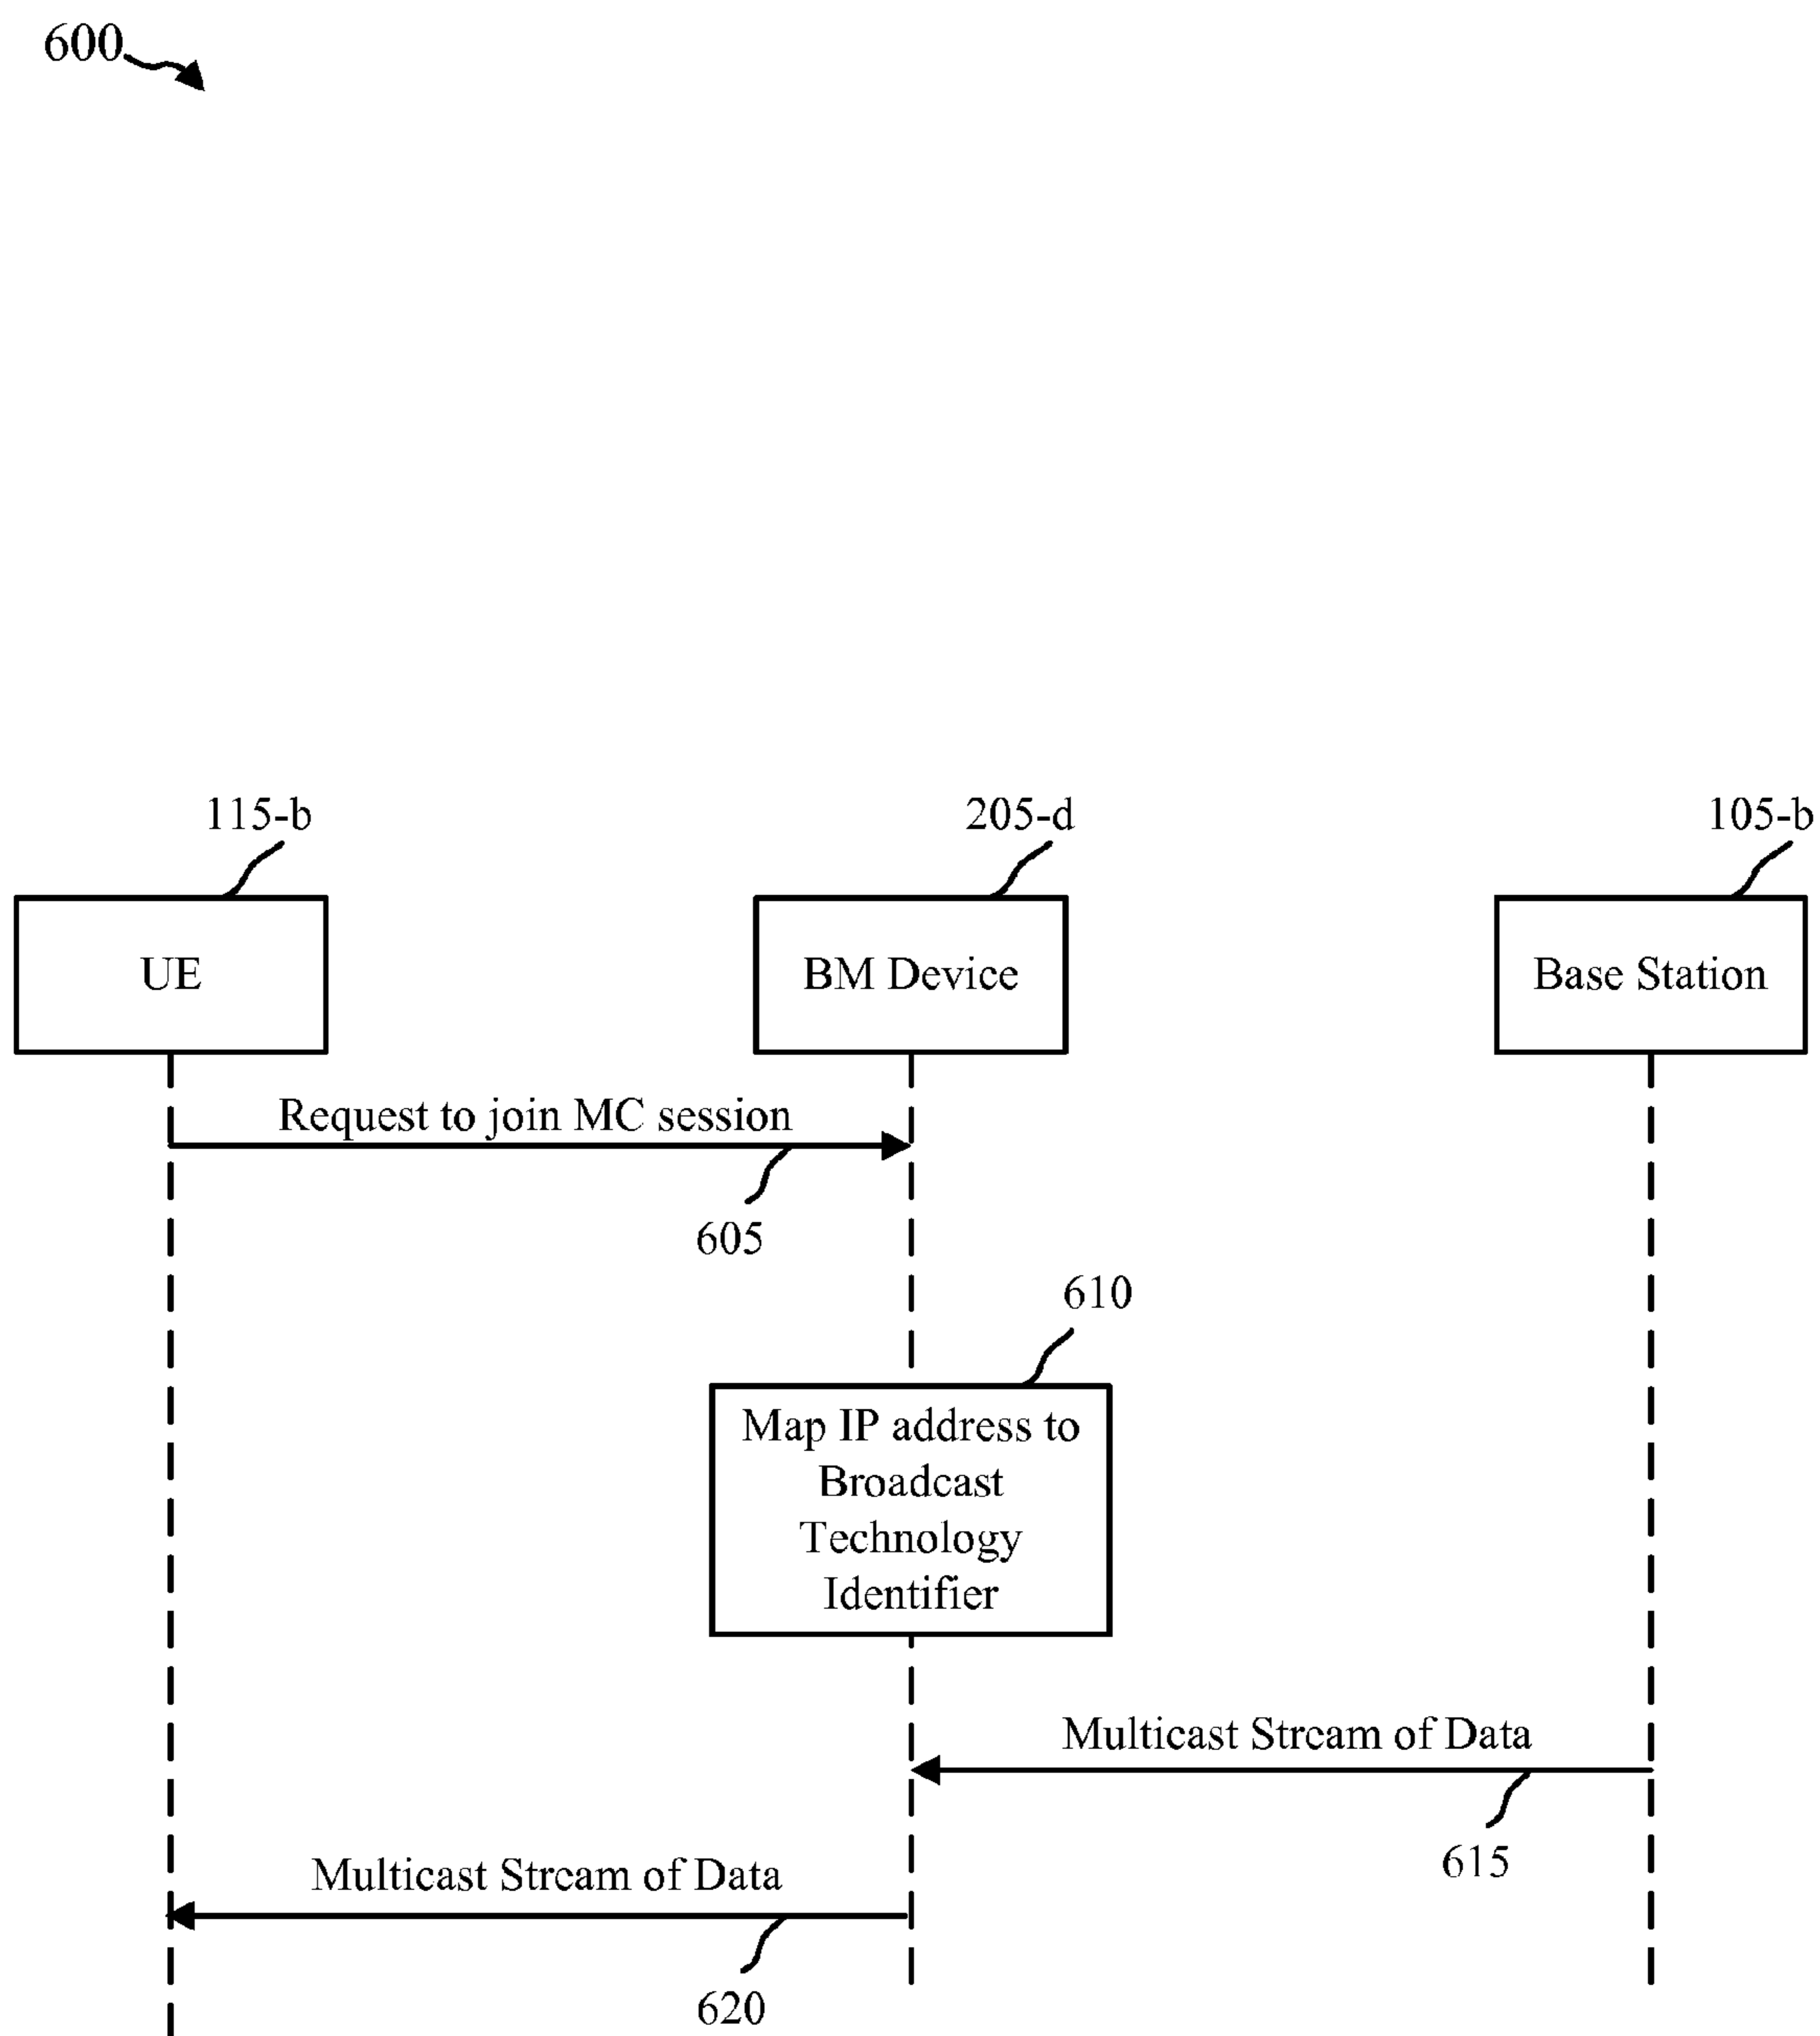 600
115-b
205-d
105-b
UE
BM Device
Base Station
Request to join MC session
605
610
Map IP address to
Broadcast
Technology
Identifier
Multicast Stream of Data
615
Multicast Stream of Data
620